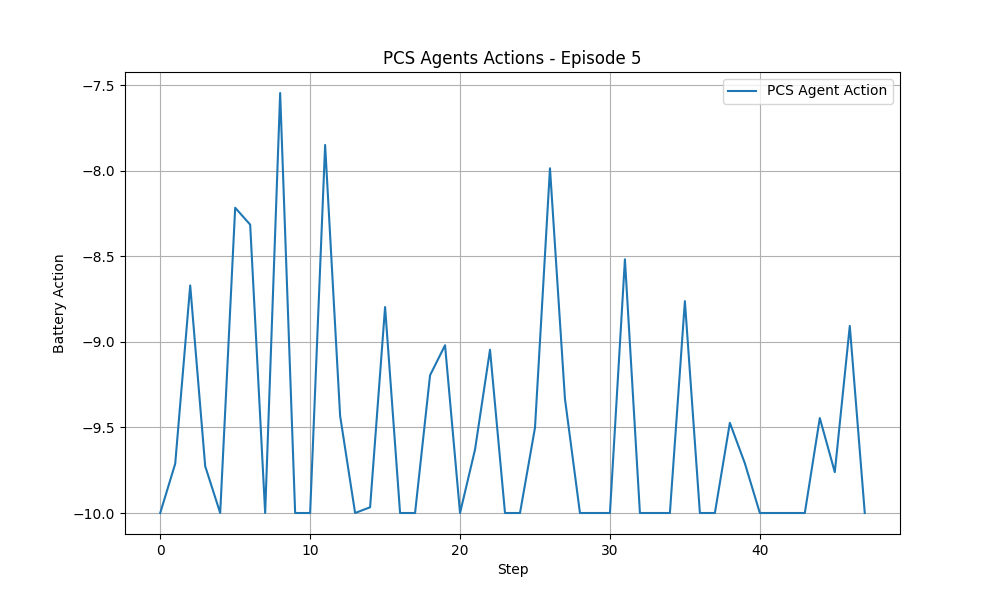 PCS Agents Actions - Episode 5
PCS Agent Action
−7.5
−8.0
−8.5
−9.0
−9.5
−10.0
Battery Action
0 10 20 30 40
Step